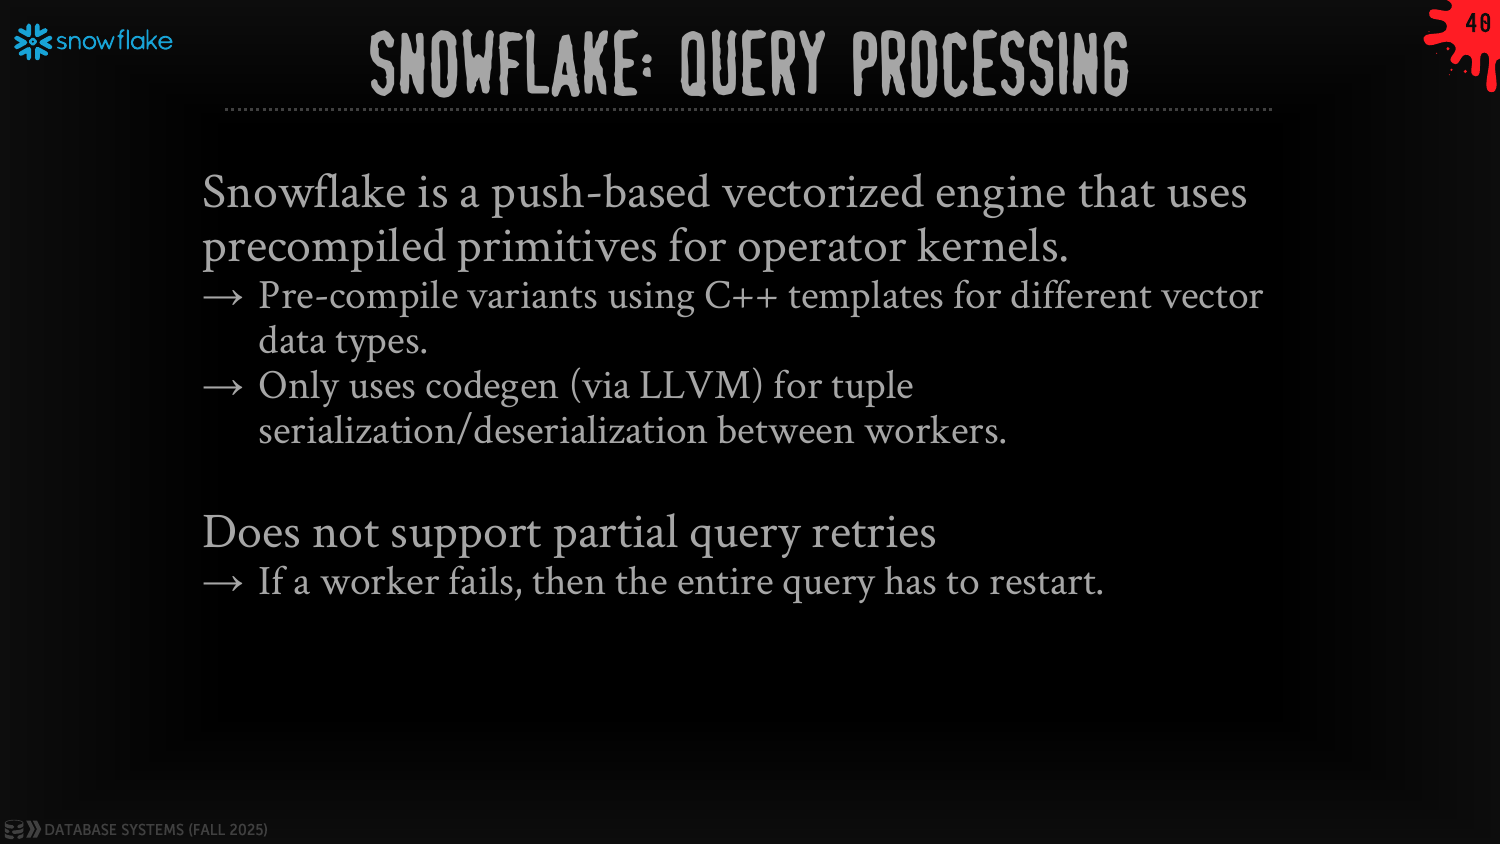 snowflake
SNOWFLAKE: QUERY PROCESSING
40
Snowflake is a push-based vectorized engine that uses
precompiled primitives for operator kernels.
→ Pre-compile variants using C++ templates for different vector
data types.
→ Only uses codegen (via LLVM) for tuple
serialization/deserialization between workers.
Does not support partial query retries
→ If a worker fails, then the entire query has to restart.
DATABASE SYSTEMS (FALL 2025)